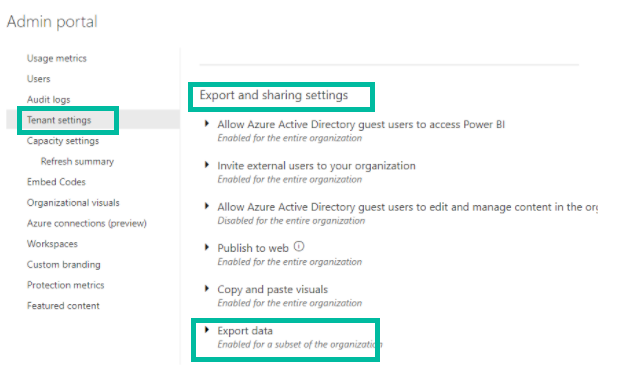 Admin portal
Usage metrics
Users
Audit logs
Tenant settings
Capacity settings
Refresh summary
Embed Codes
Organizational visuals
Azure connections (preview)
Workspaces
Custom branding
Protection metrics
Featured content
Export and sharing settings
Allow Azure Active Directory guest users to access Power BI
Enabled for the entire organization
Invite external users to your organization
Enabled for the entire organization
Allow Azure Active Directory guest users to edit and manage content in the org
Disabled for the entire organization
Publish to web
Enabled for the entire organization
Copy and paste visuals
Enabled for the entire organization
Export data
Enabled for a subset of the organization